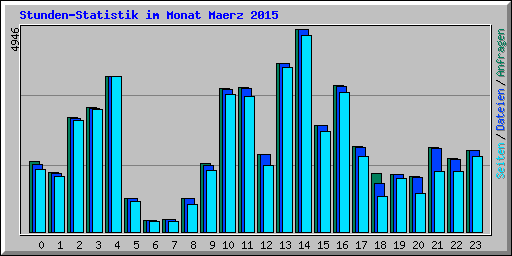 Stunden-Statistik im Monat Maerz 2015
4946
Seiten / Dateien / Anfragen
0 1 2 3 4 5 6 7 8 9 10 11 12 13 14 15 16 17 18 19 20 21 22 23